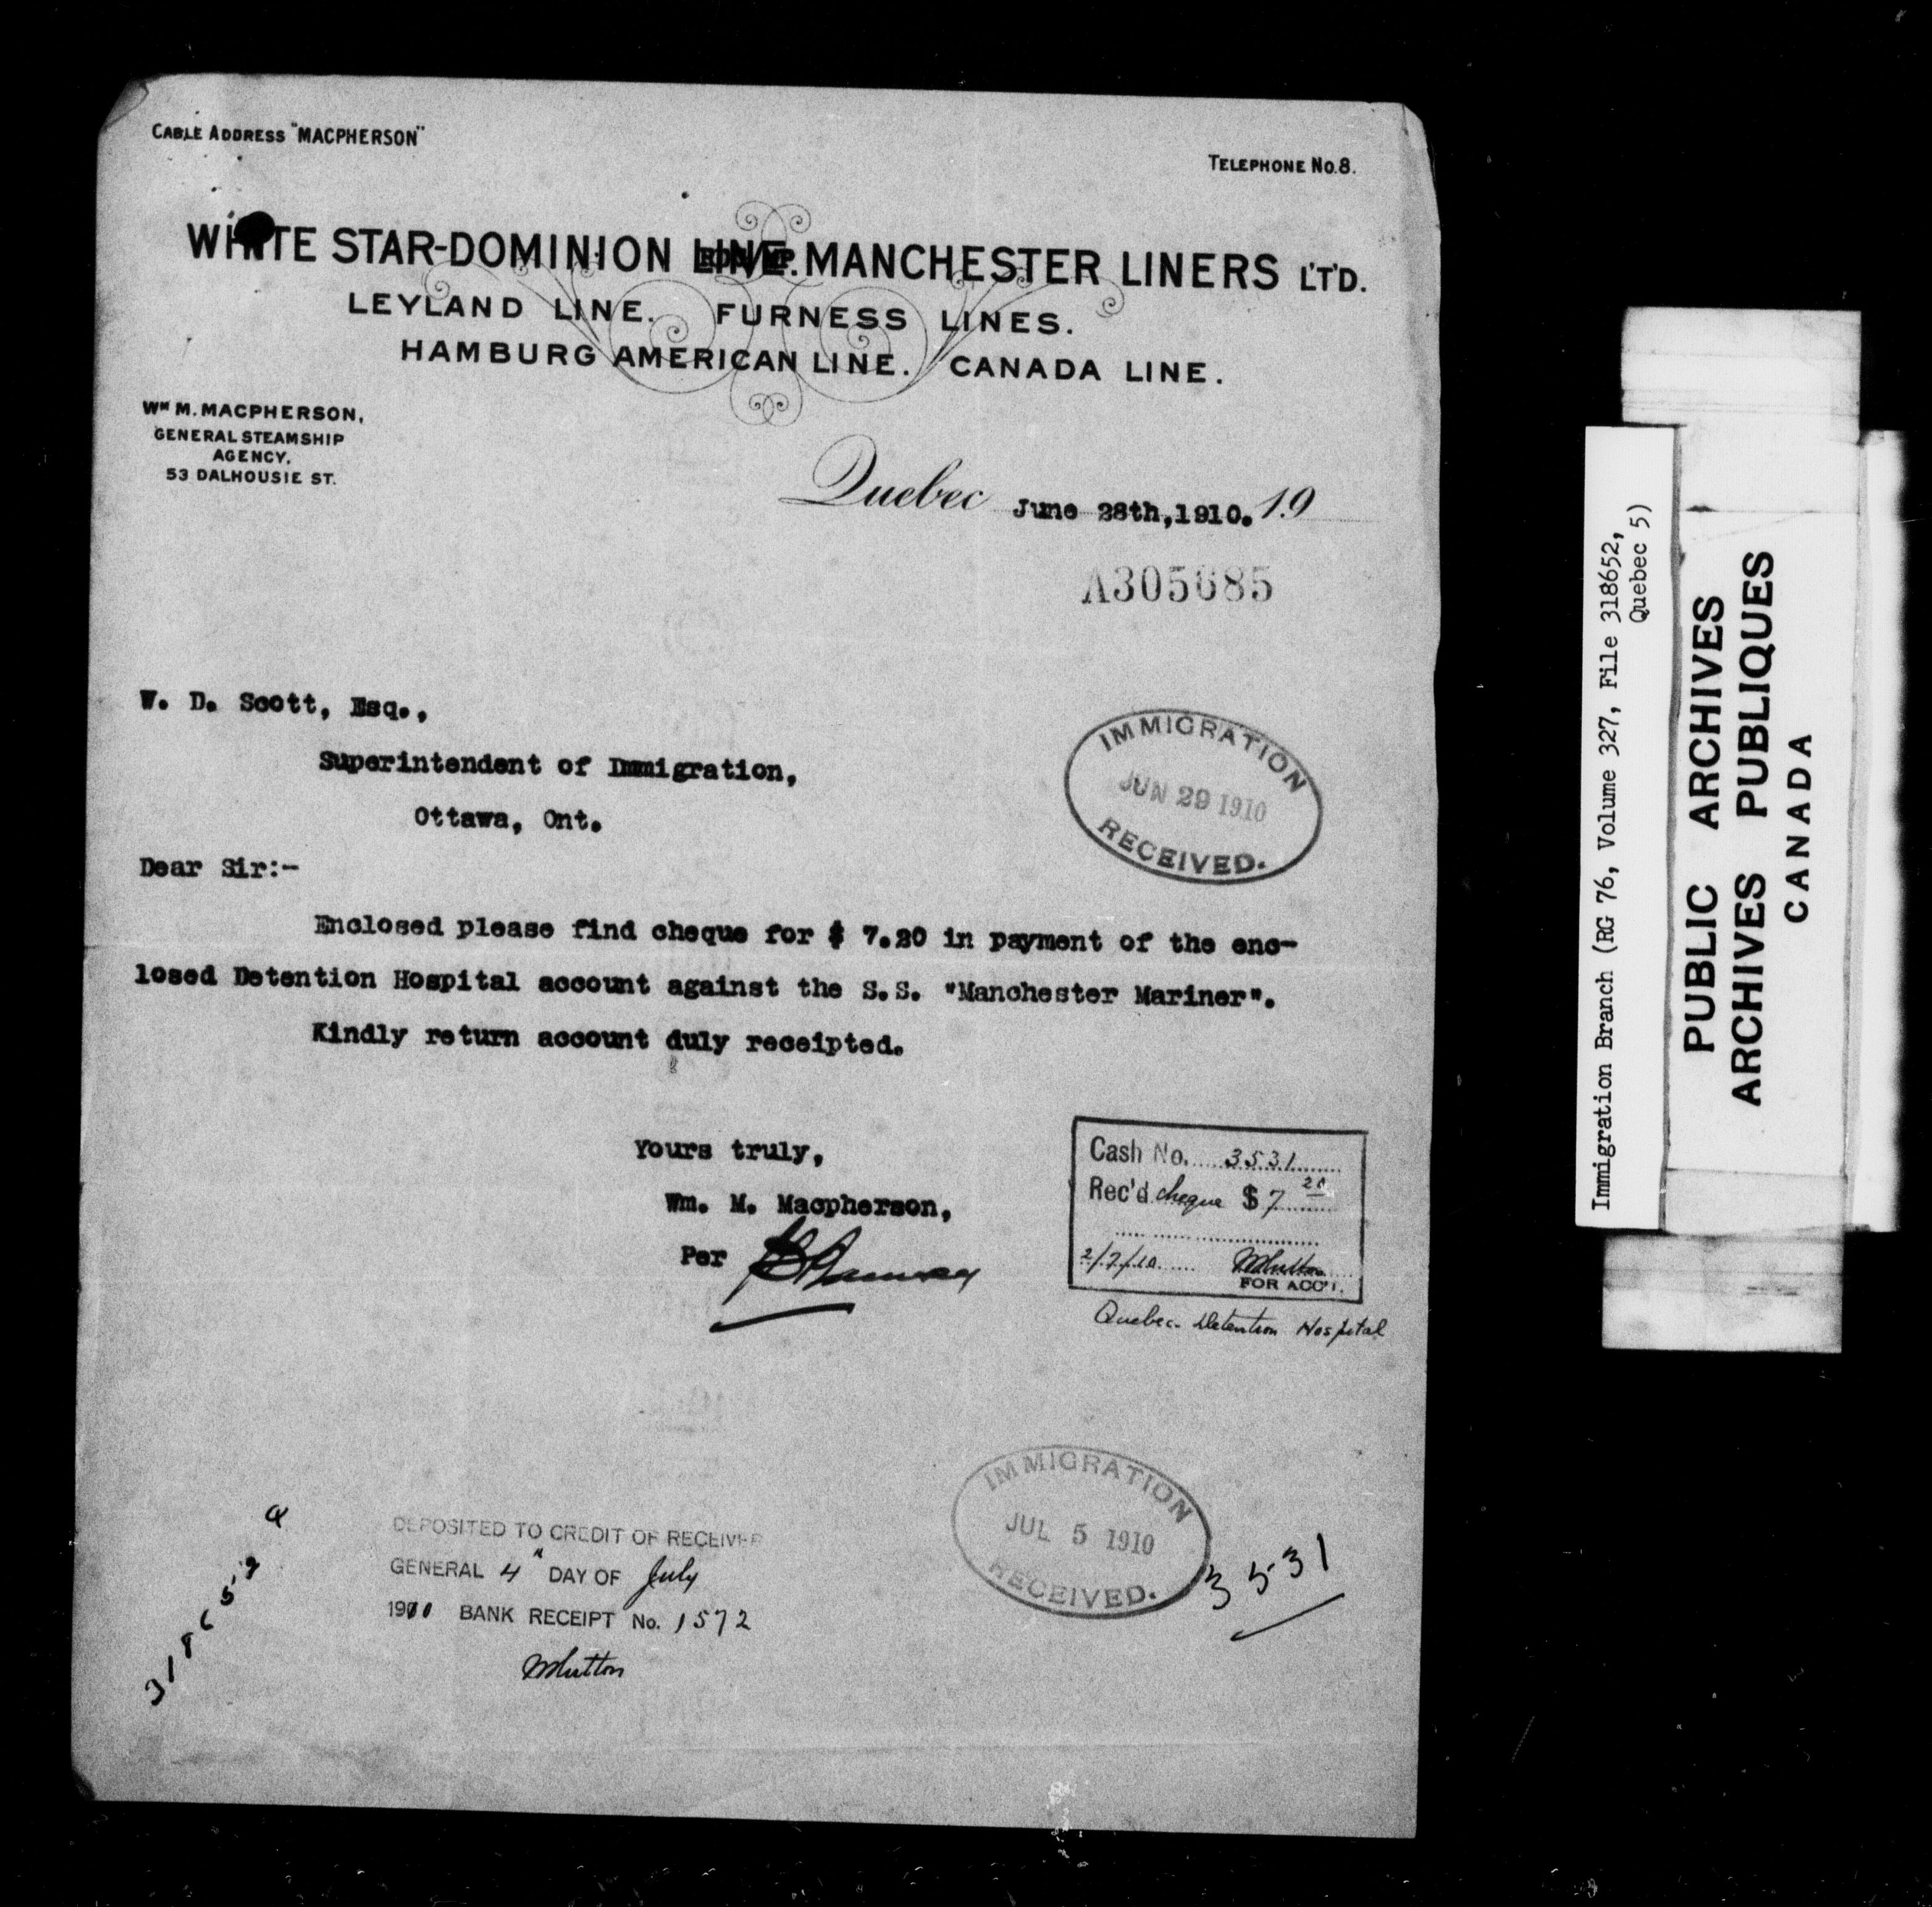 CABLE ADDRESS "MACPHERSON"
TELEPHONE No.8.
WHITE STAR-DOMINION LINE. MANCHESTER LINERS LTD.
LEYLAND LINE. FURNESS LINES.
HAMBURG AMERICAN LINE. CANADA LINE.
WM M. MACPHERSON,
GENERAL STEAMSHIP
AGENCY.
53 DALHOUSIE ST.
Quebec June 28th,1910. 19
A305685
W. D. Scott, Esq.,
Superintendent of Immigration,
Ottawa, Ont.
IMMIGRATION
JUN 29 1910
RECEIVED.
Dear Sir:-
Enclosed please find cheque for $ 7.20 in payment of the enc-
losed Detention Hospital account against the S.S. "Manchester Mariner".
Kindly return account duly receipted.
Yours truly,
Wm. M. Macpherson,
Per
Cash No. 3531
Rec'd cheque $ 7 20
2/7/10
FOR ACC'T.
Quebec Detention Hospital
DEPOSITED TO CREDIT OF RECEIVER
GENERAL 4" DAY OF July
1910 BANK RECEIPT No. 1572
IMMIGRATION
JUL 5 1910
RECEIVED.
3531
318652 Q
Immigration Branch (RG 76, Volume 327, File 318652,
Quebec 5)
PUBLIC ARCHIVES
ARCHIVES PUBLIQUES
CANADA